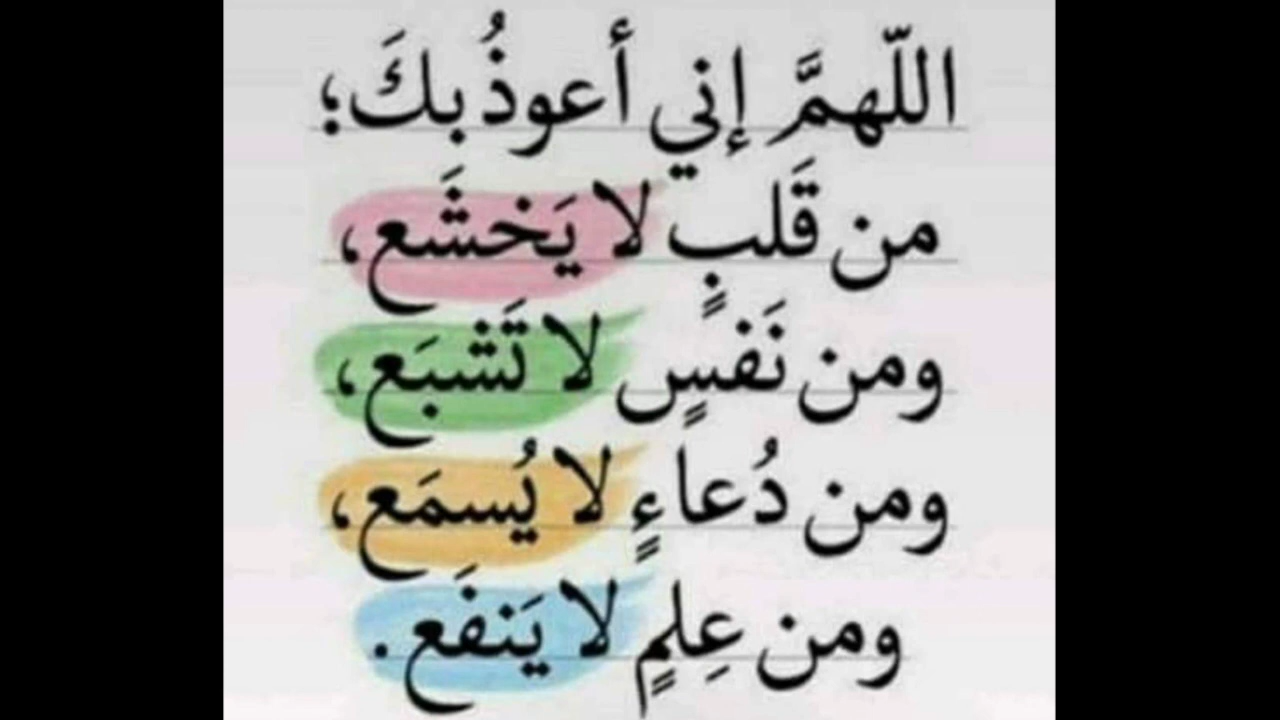 اللّهمَّ إني أعوذُ بكَ؛
من قَلبٍ لا يَخشَع،
ومن نَفسٍ لا تَشبَع،
ومن دُعاءٍ لا يُسمَع،
ومن عِلمٍ لا يَنفَع.